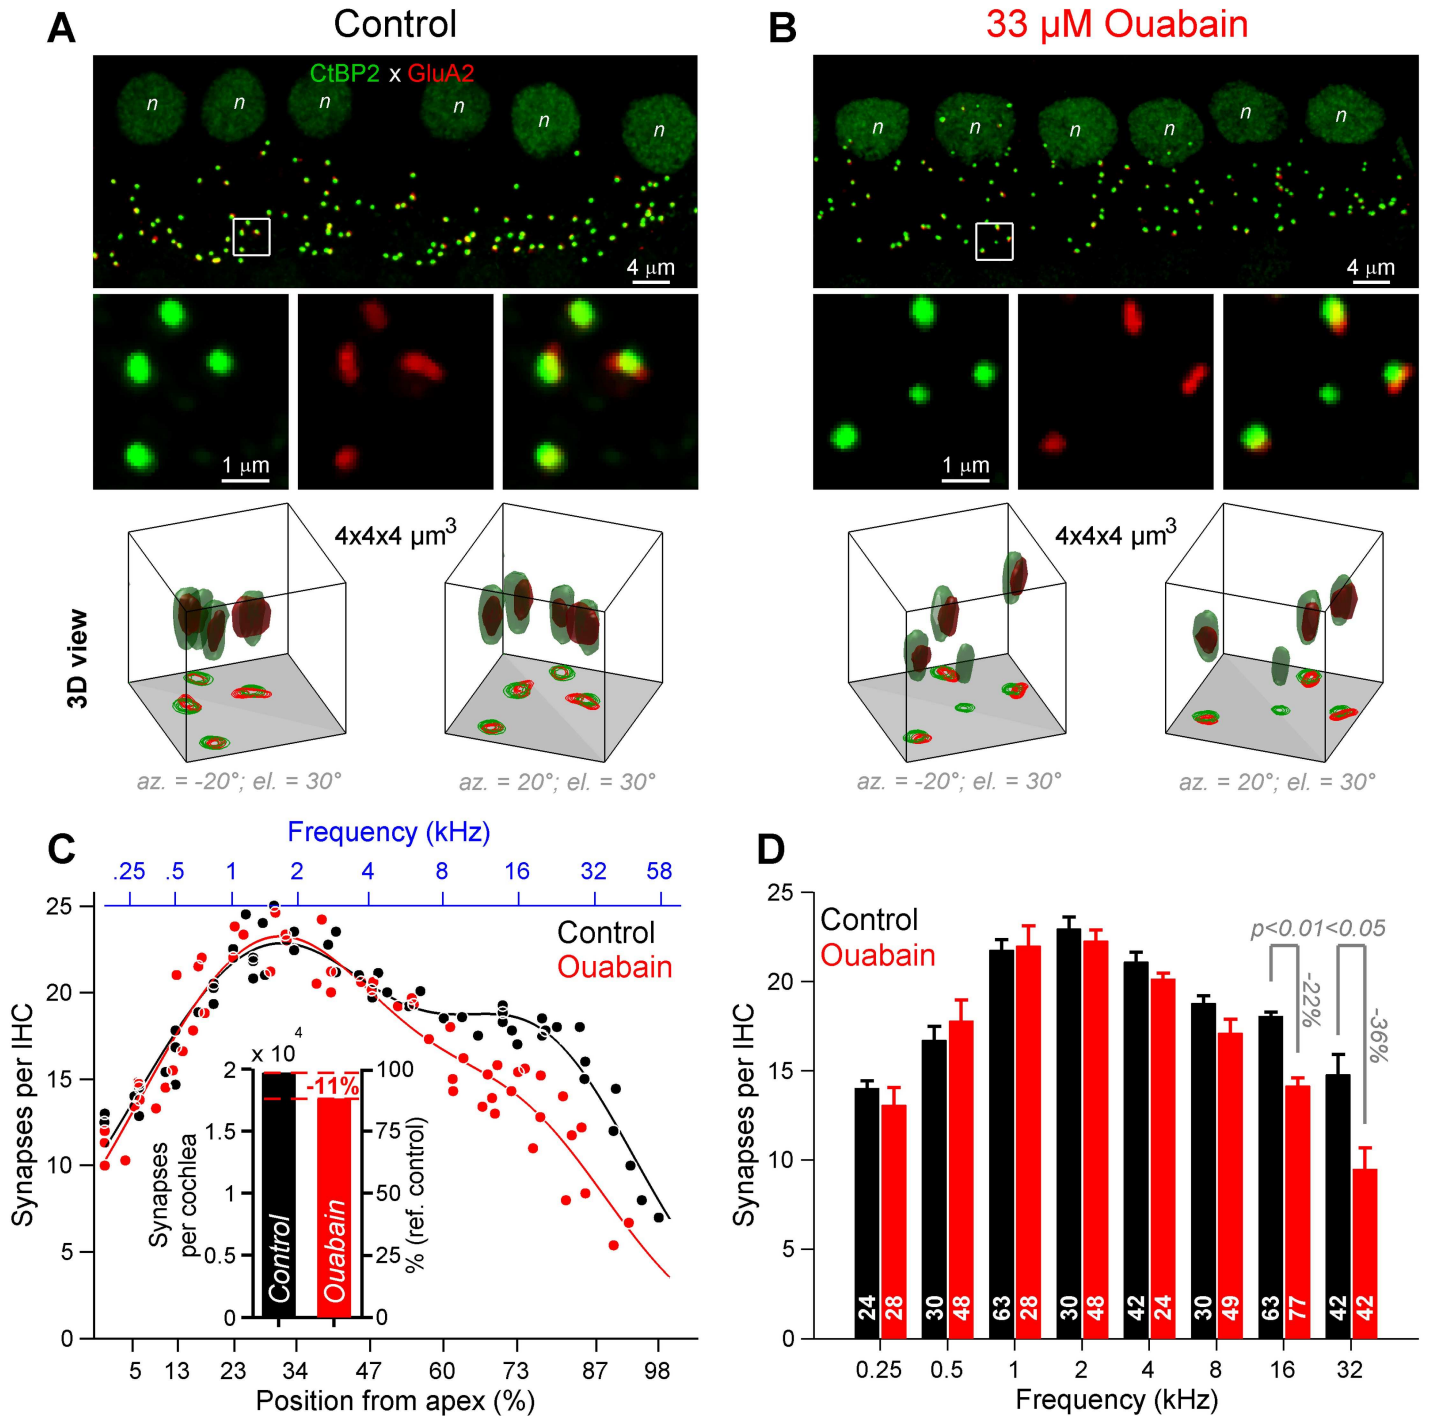 A
Control
CtBP2 x GluA2
n
n
n
n
n
n
4 µm
1 µm
3D view
4x4x4 µm3
az. = -20°; el. = 30°
az. = 20°; el. = 30°
B
33 µM Ouabain
n
n
n
n
n
n
4 µm
1 µm
4x4x4 µm3
az. = -20°; el. = 30°
az. = 20°; el. = 30°
C
Frequency (kHz)
.25 .5 1 2 4 8 16 32 58
25
20
15
10
5
0
Synapses per IHC
Control
Ouabain
x 10 4
2
1.5
1
0.5
0
Synapses
per cochlea
-11%
Control
Ouabain
100
75
50
25
0
% (ref. control)
5 13 23 34 47 60 73 87 98
Position from apex (%)
D
25
20
15
10
5
0
Synapses per IHC
Control
Ouabain
p<0.01 <0.05
-22%
-36%
24 28 30 48 63 28 30 48 42 24 30 49 63 77 42 42
0.25 0.5 1 2 4 8 16 32
Frequency (kHz)